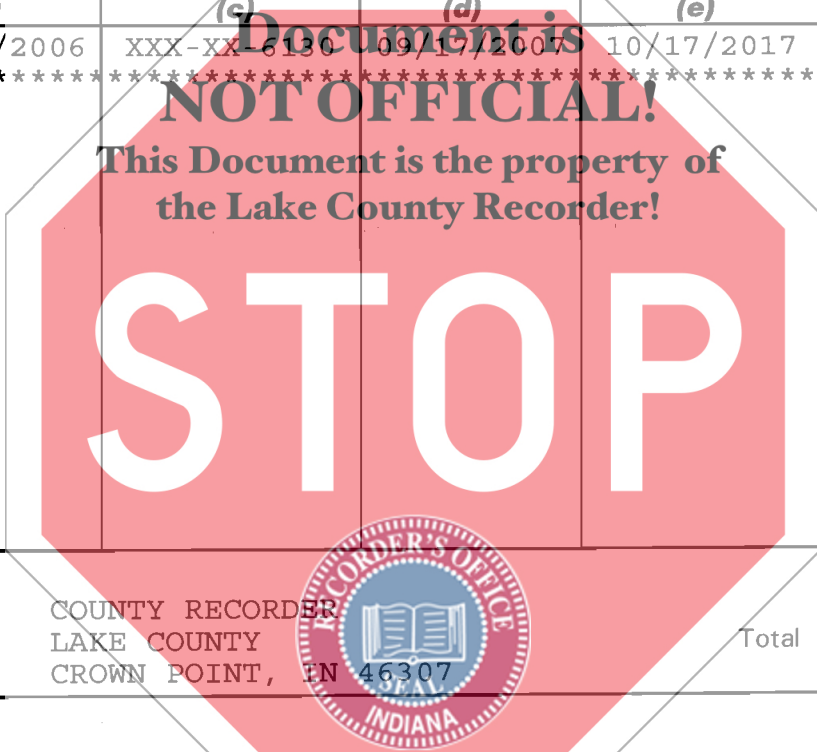 (c) (d) (e)
Document is
/2006 XXX-XX-6130 09/17/2007 10/17/2017
***************************************************
NOT OFFICIAL!
This Document is the property of
the Lake County Recorder!
STOP
RECORDER'S OFFICE
COUNTY RECORDER
LAKE COUNTY
Total
CROWN POINT, IN 46307
SEAL
INDIANA